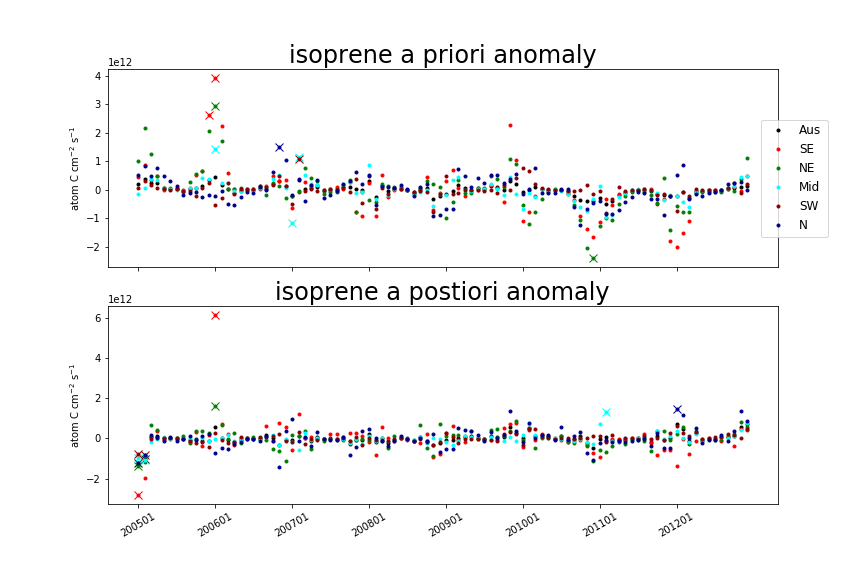 isoprene a priori anomaly
1e12
atom C cm⁻² s⁻¹
4
3
2
1
0
−1
−2
Aus
SE
NE
Mid
SW
N
isoprene a postiori anomaly
1e12
atom C cm⁻² s⁻¹
6
4
2
0
−2
200501
200601
200701
200801
200901
201001
201101
201201